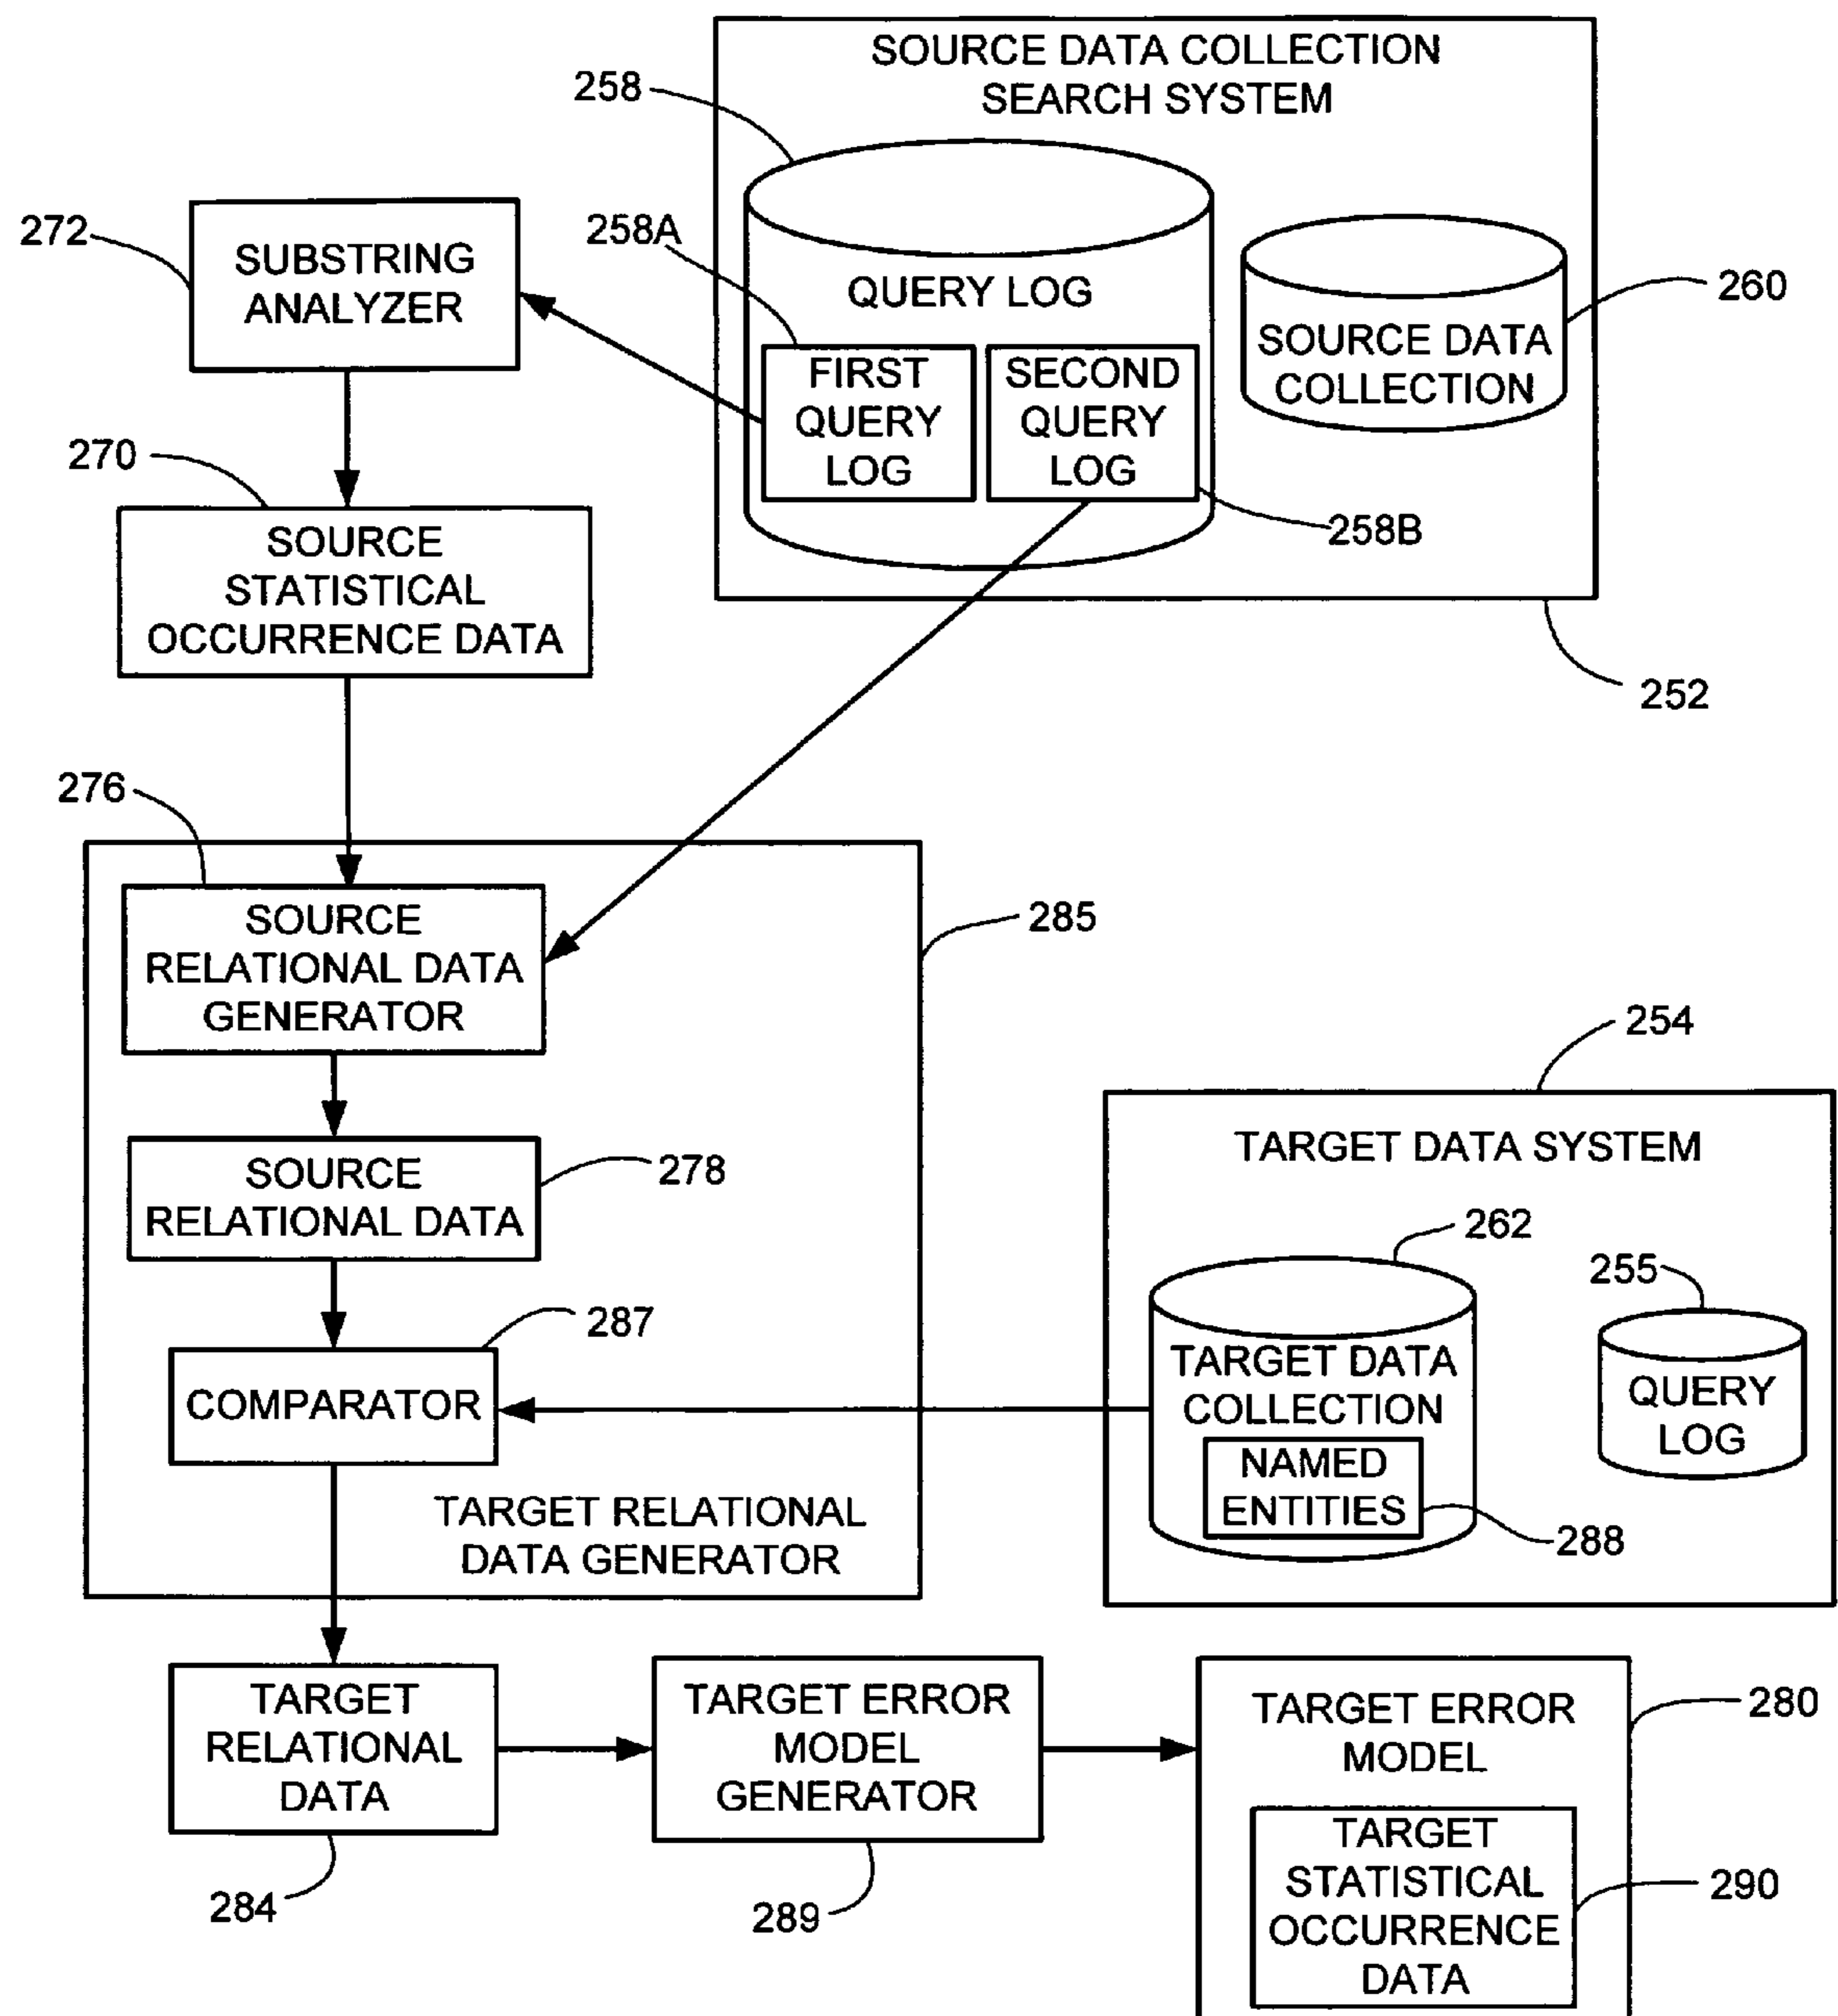 SOURCE DATA COLLECTION
SEARCH SYSTEM
258
258A
QUERY LOG
FIRST
QUERY
LOG
SECOND
QUERY
LOG
258B
SOURCE DATA
COLLECTION
260
252
272
SUBSTRING
ANALYZER
270
SOURCE
STATISTICAL
OCCURRENCE DATA
276
SOURCE
RELATIONAL DATA
GENERATOR
285
SOURCE
RELATIONAL DATA
278
287
COMPARATOR
TARGET RELATIONAL
DATA GENERATOR
254
TARGET DATA SYSTEM
262
TARGET DATA
COLLECTION
NAMED
ENTITIES
288
255
QUERY
LOG
TARGET
RELATIONAL
DATA
284
TARGET ERROR
MODEL
GENERATOR
289
TARGET ERROR
MODEL
280
TARGET
STATISTICAL
OCCURRENCE
DATA
290